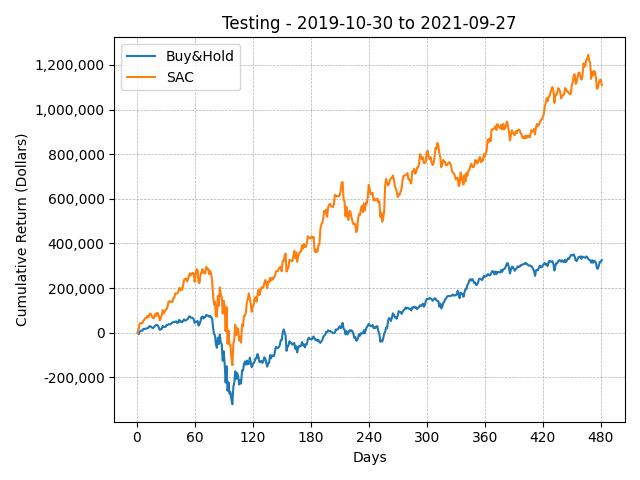 Testing - 2019-10-30 to 2021-09-27
Buy&Hold
SAC
Cumulative Return (Dollars)
1,200,000
1,000,000
800,000
600,000
400,000
200,000
0
-200,000
0 60 120 180 240 300 360 420 480
Days